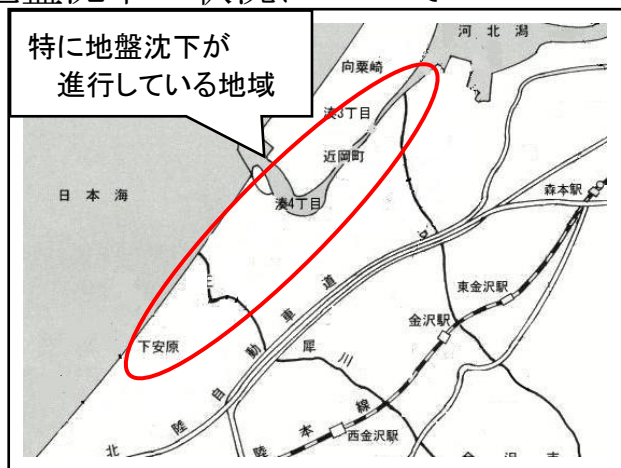 特に地盤沈下が
進行している地域
河北潟
向粟崎
湊3丁目
近岡町
日本海
湊4丁目
森本駅
東金沢駅
金沢駅
下安原
犀川
北陸自動車道
陸本線
西金沢駅